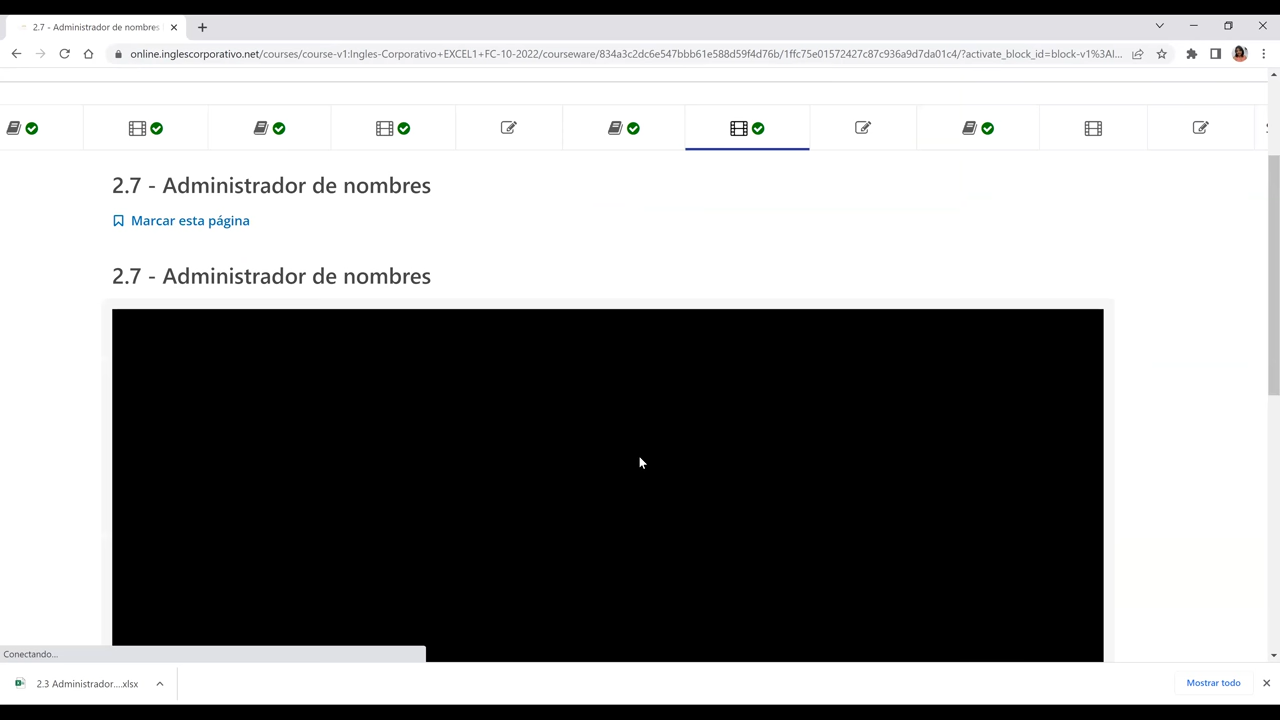 2.7 - Administrador de nombres
online.inglescorporativo.net/courses/course-v1:Ingles-Corporativo+EXCEL1+FC-10-2022/courseware/834a3c2dc6e547bbb61e588d59f4d76b/1ffc75e01572427c87c936a9d7da01c4/?activate_block_id=block-v1%3Al...
2.7 - Administrador de nombres
Marcar esta página
2.7 - Administrador de nombres
Conectando...
2.3 Administrador....xlsx
Mostrar todo